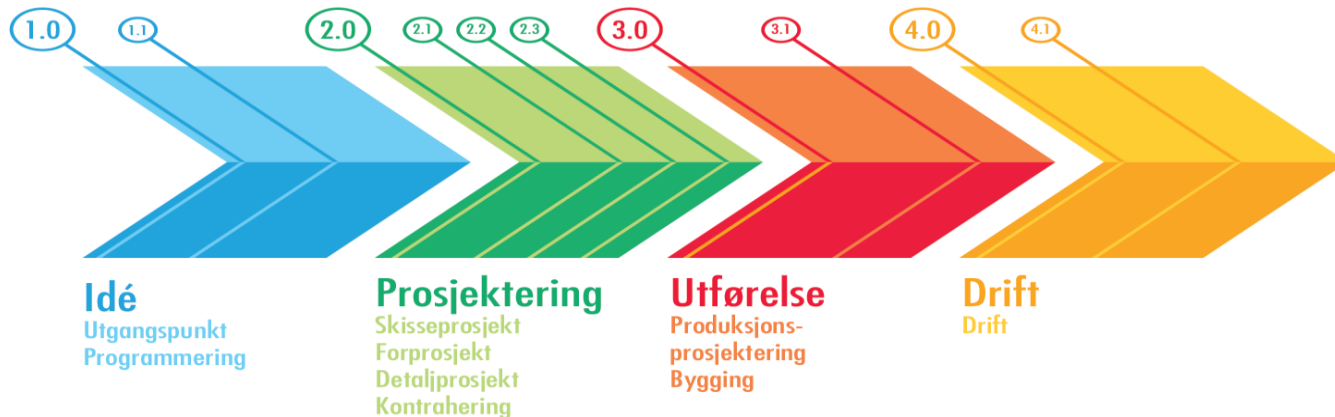 1.0
1.1
2.0
2.1
2.2
2.3
3.0
3.1
4.0
4.1
Idé
Utgangspunkt
Programmering
Prosjektering
Skisseprosjekt
Forprosjekt
Detaljprosjekt
Kontrahering
Utførelse
Produksjons-
prosjektering
Bygging
Drift
Drift